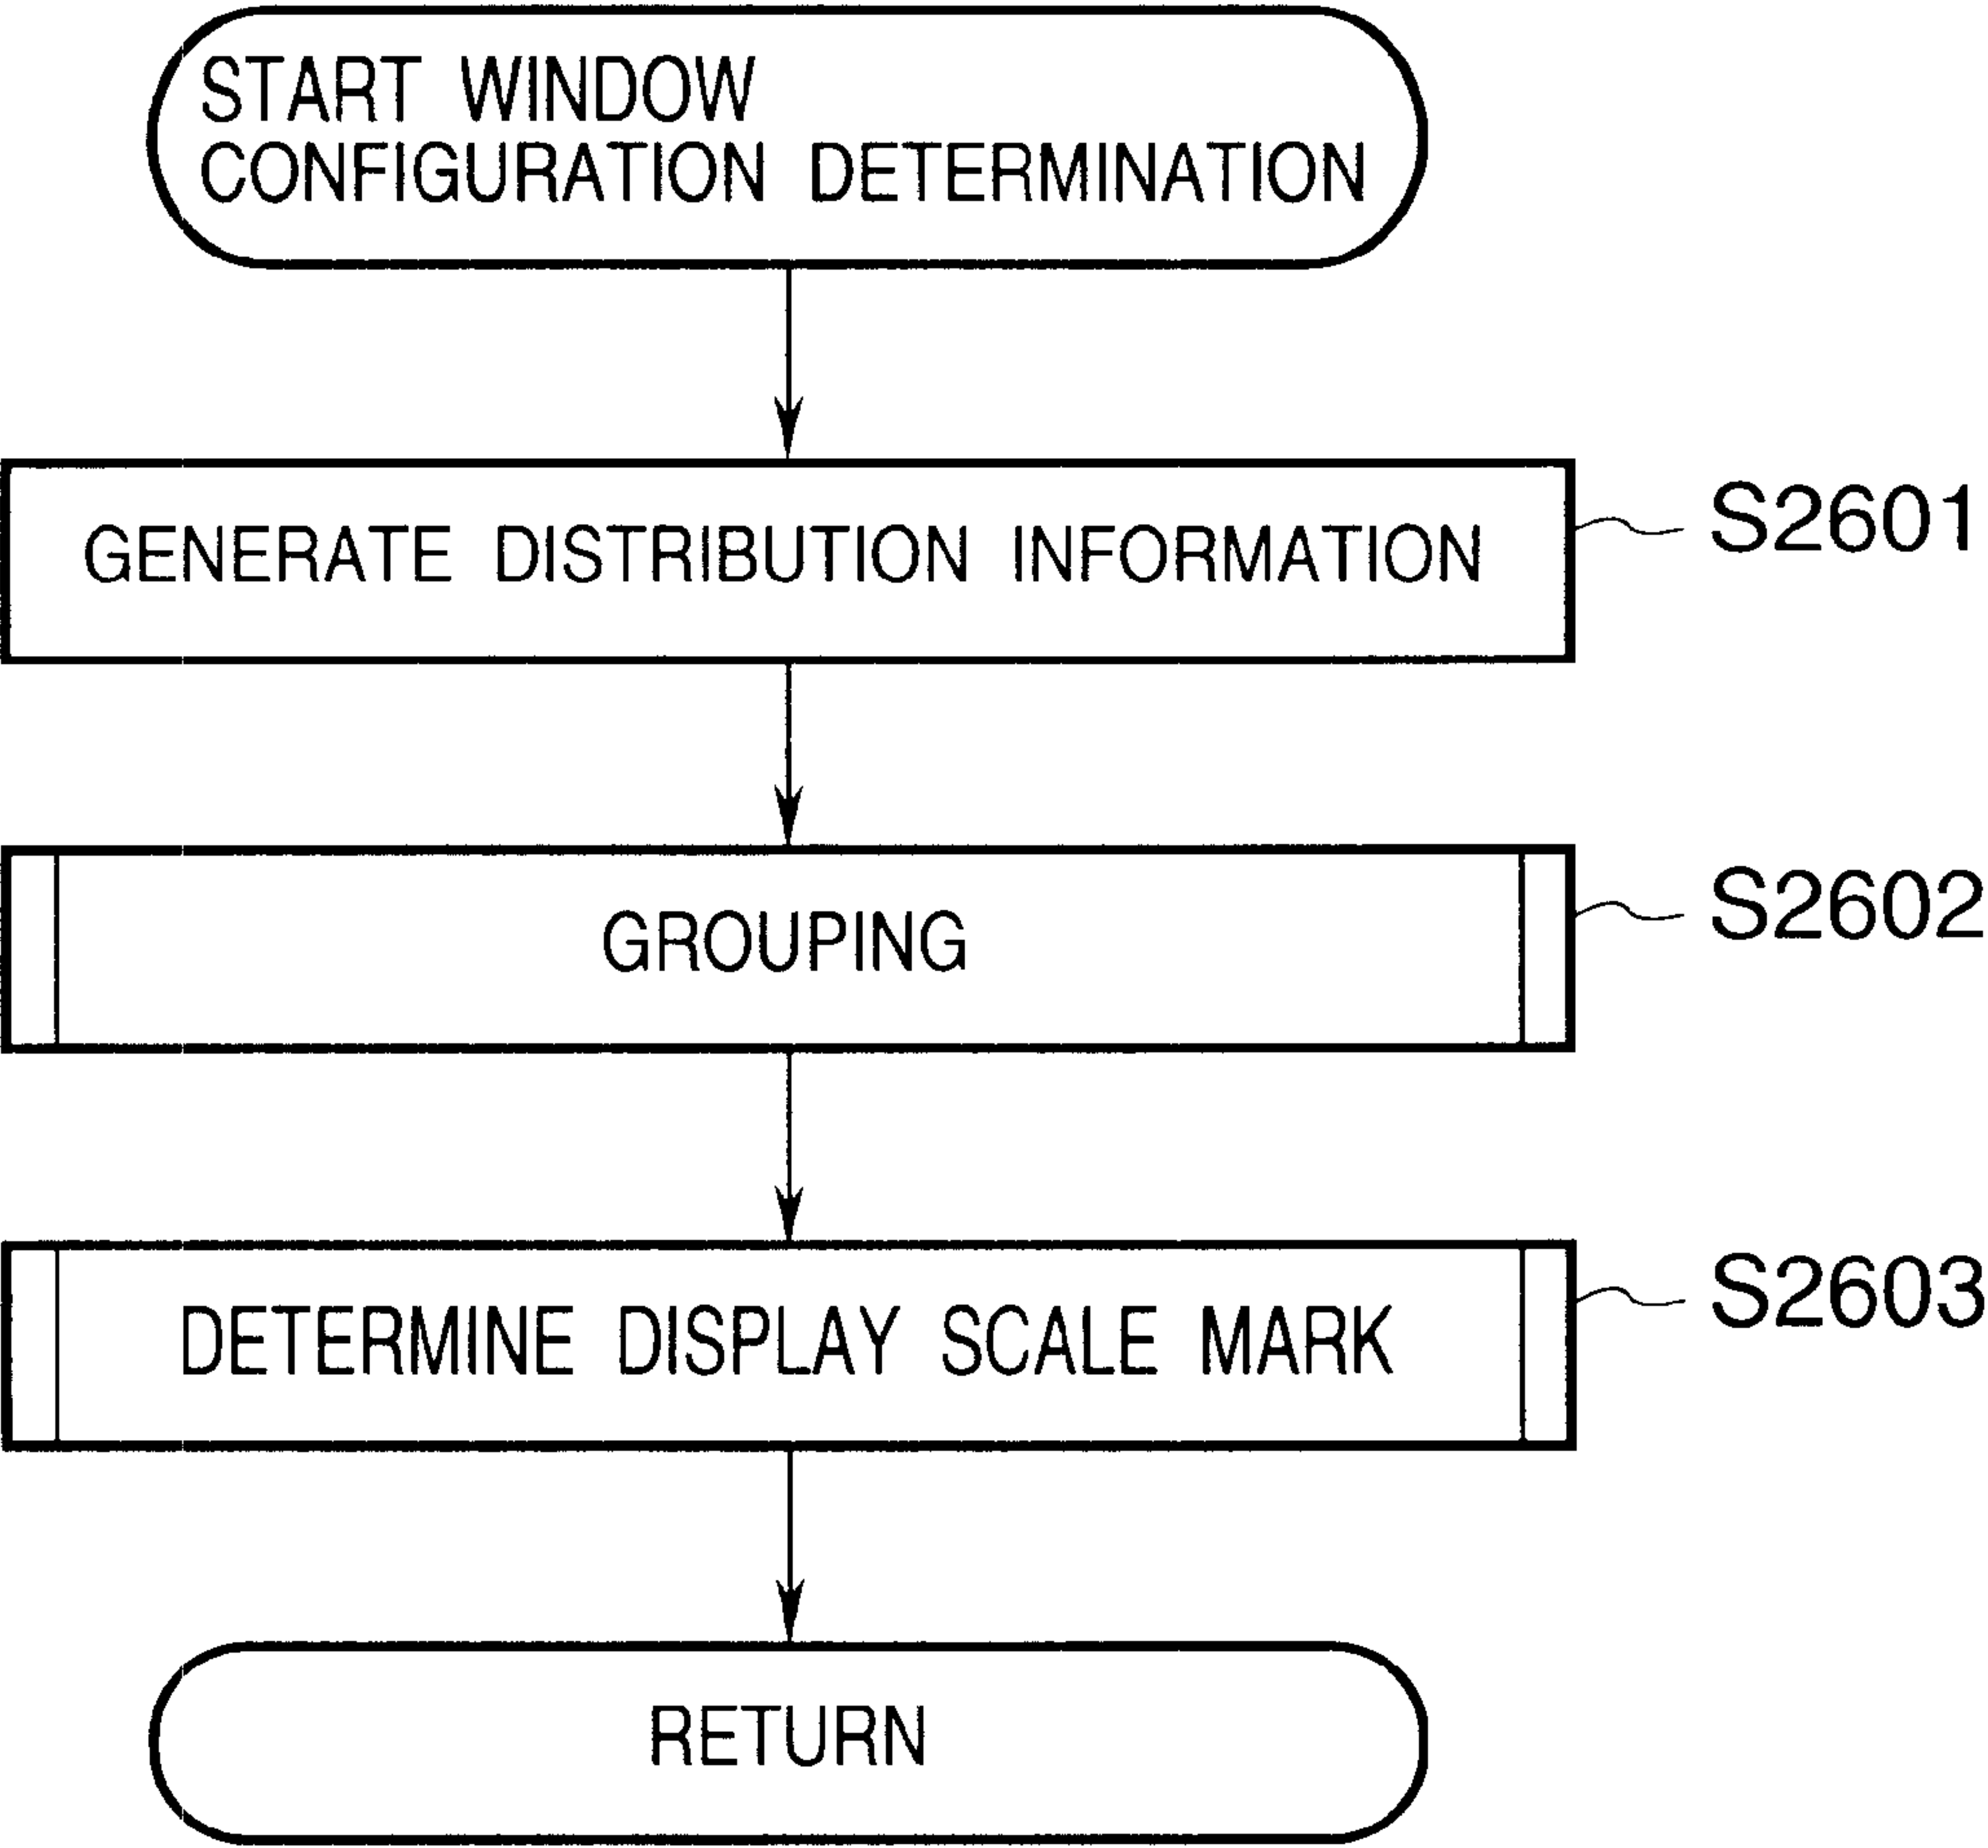 START WINDOW
CONFIGURATION DETERMINATION
GENERATE DISTRIBUTION INFORMATION
S2601
GROUPING
S2602
DETERMINE DISPLAY SCALE MARK
S2603
RETURN